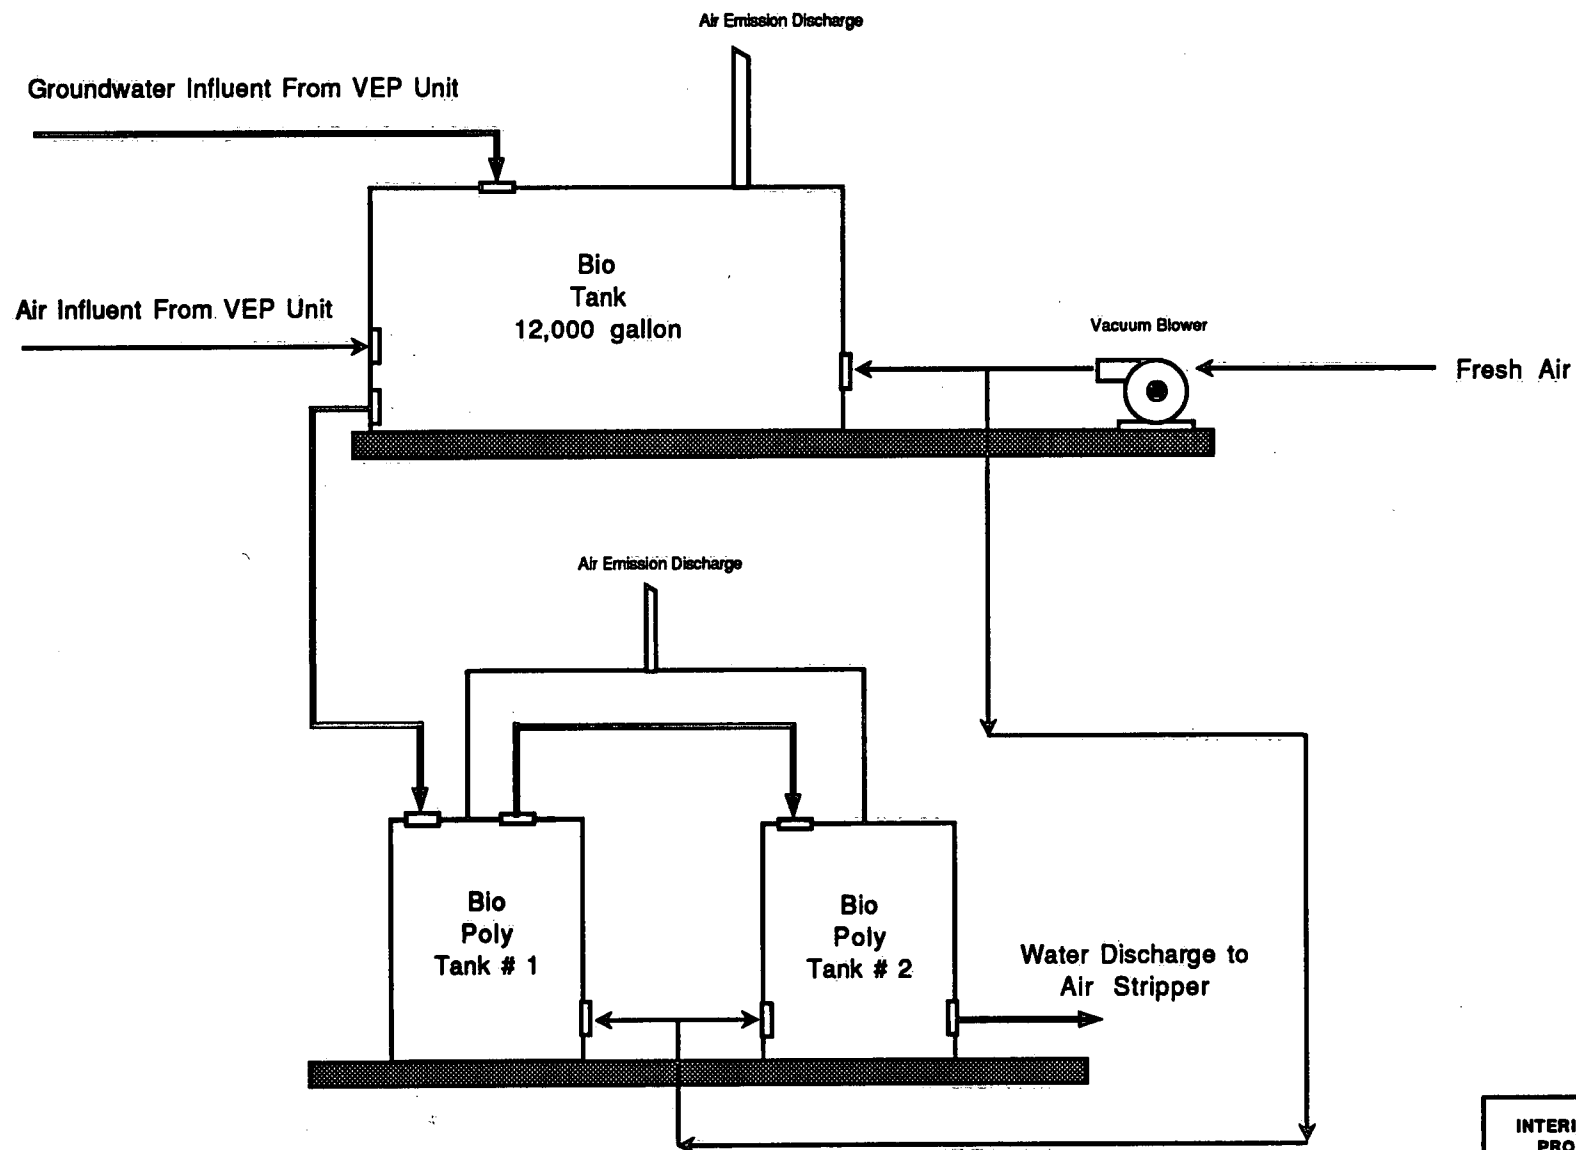 Air Emission Discharge
Groundwater Influent From VEP Unit
Bio
Tank
12,000 gallon
Air Influent From VEP Unit
Vacuum Blower
Fresh Air
Air Emission Discharge
Bio
Poly
Tank # 1
Bio
Poly
Tank # 2
Water Discharge to
Air Stripper